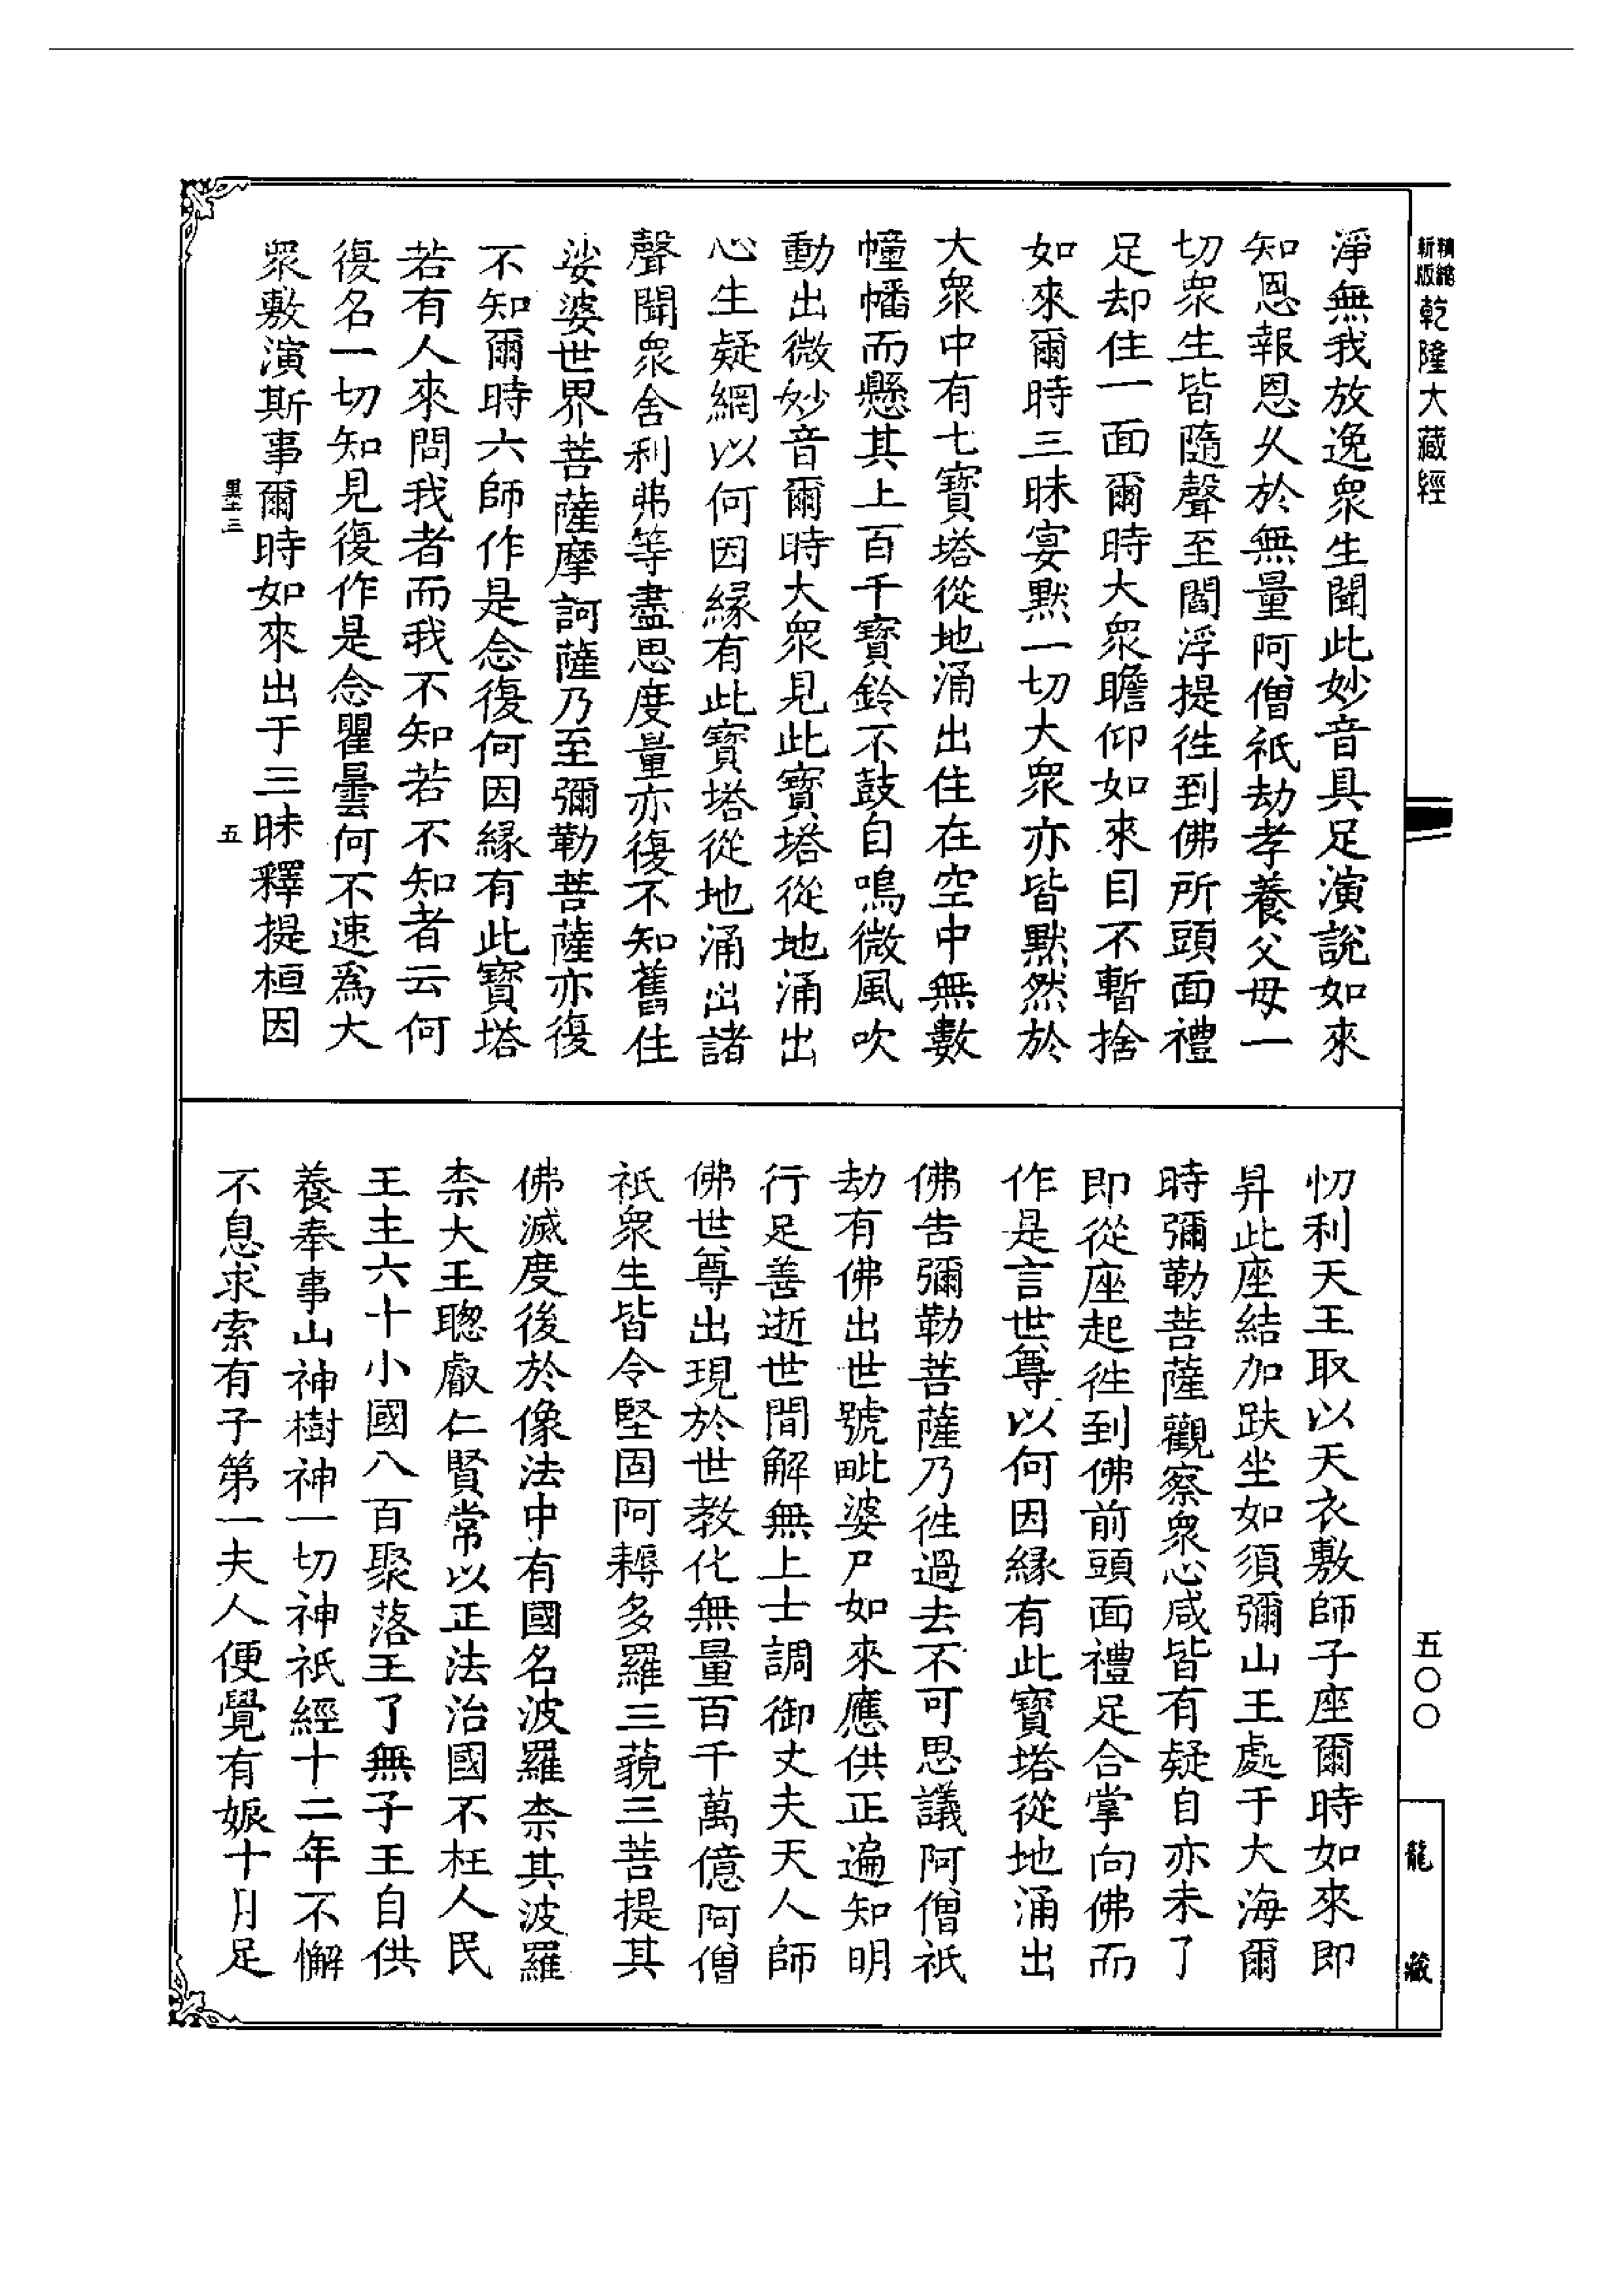 精縮
新版
乾隆大藏經
淨無我放逸衆生聞此妙音具足演說如來
知恩報恩乆於無量阿僧祇劫孝養父母一
切衆生皆隨聲至閻浮提徃到佛所頭面禮
足却住一面爾時大衆瞻仰如來目不暫捨
如來爾時三昧宴默一切大衆亦皆默然於
大衆中有七寶塔從地涌出住在空中無數
幢幡而懸其上百千寶鈴不鼓自鳴微風吹
動出微妙音爾時大衆見此寶塔從地涌出
心生疑網以何因緣有此寶塔從地涌出諸
聲聞衆舍利弗等盡思度量亦復不知舊住
娑婆世界菩薩摩訶薩乃至彌勒菩薩亦復
不知爾時六師作是念復何因緣有此寶塔
若有人來問我者而我不知若不知者云何
復名一切知見復作是念瞿曇何不速爲大
衆敷演斯事爾時如來出于三昧釋提桓因
五
忉利天王取以天衣敷師子座爾時如來即
昇此座結加趺坐如須彌山王處于大海爾
時彌勒菩薩觀察衆心咸皆有疑自亦未了
即從座起徃到佛前頭面禮足合掌向佛而
作是言世尊以何因緣有此寶塔從地涌出
佛告彌勒菩薩乃徃過去不可思議阿僧祇
劫有佛出世號毗婆尸如來應供正遍知明
行足善逝世間解無上士調御丈夫天人師
佛世尊出現於世教化無量百千萬億阿僧
祇衆生皆令堅固阿耨多羅三藐三菩提其
佛滅度後於像法中有國名波羅柰其波羅
柰大王聰叡仁賢常以正法治國不枉人民
王主六十小國八百聚落王了無子王自供
養奉事山神樹神一切神祇經十二年不懈
不息求索有子第一夫人便覺有娠十月足
五〇〇
龍藏